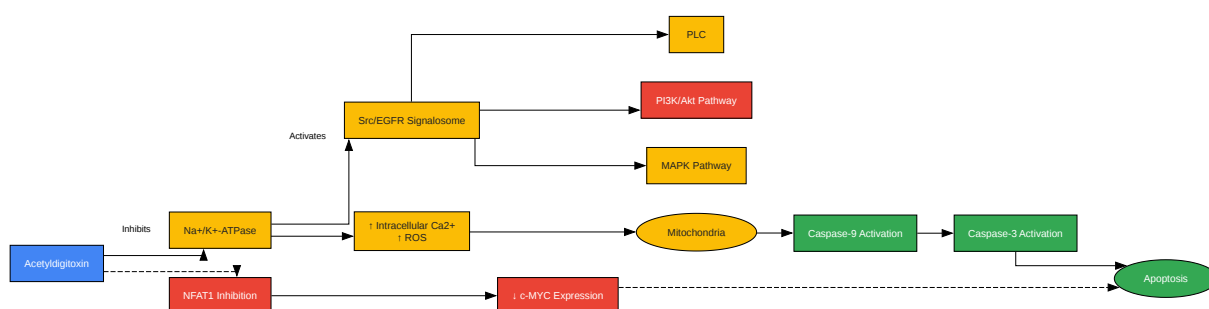 PLC
PI3K/Akt Pathway
Src/EGFR Signalosome
Activates
MAPK Pathway
Inhibits
Na+/K+-ATPase
↑ Intracellular Ca2+
↑ ROS
Mitochondria
Caspase-9 Activation
Caspase-3 Activation
Acetyldigitoxin
Apoptosis
NFAT1 Inhibition
↓ c-MYC Expression